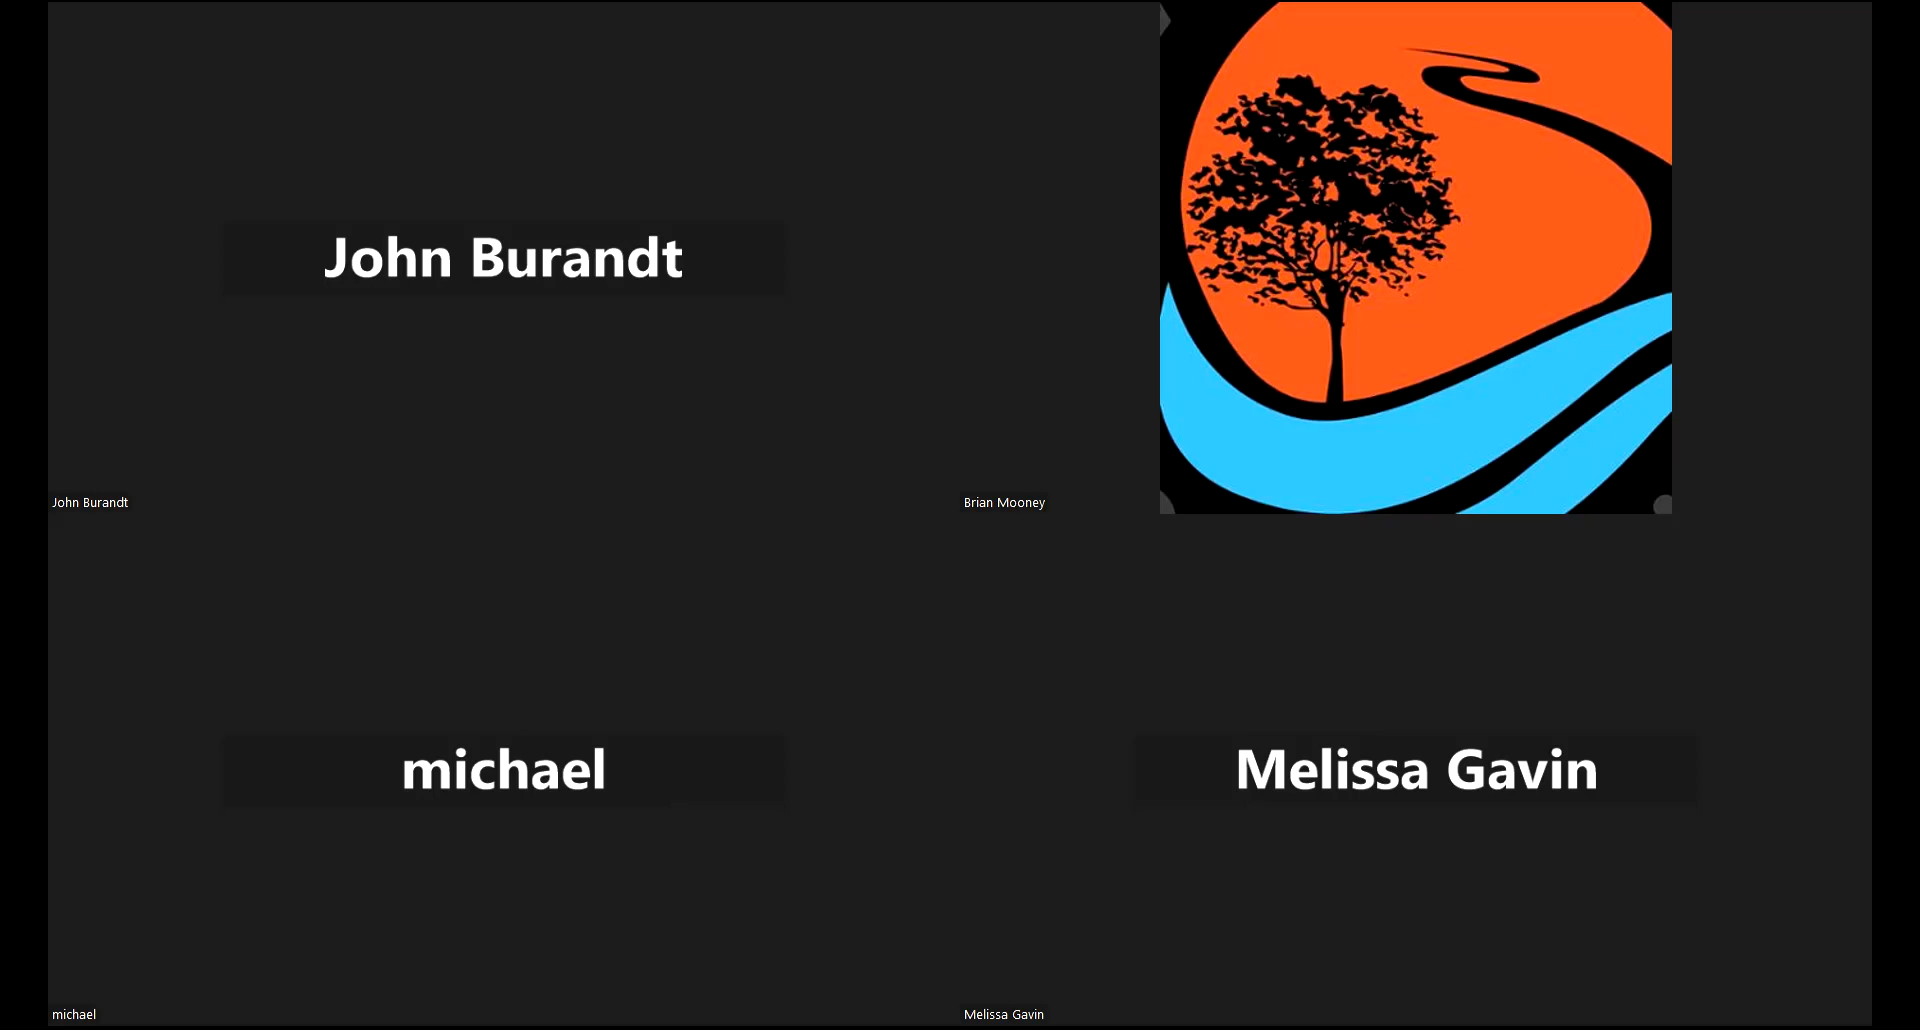 John Burandt
John Burandt
Brian Mooney
michael
Melissa Gavin
michael
Melissa Gavin